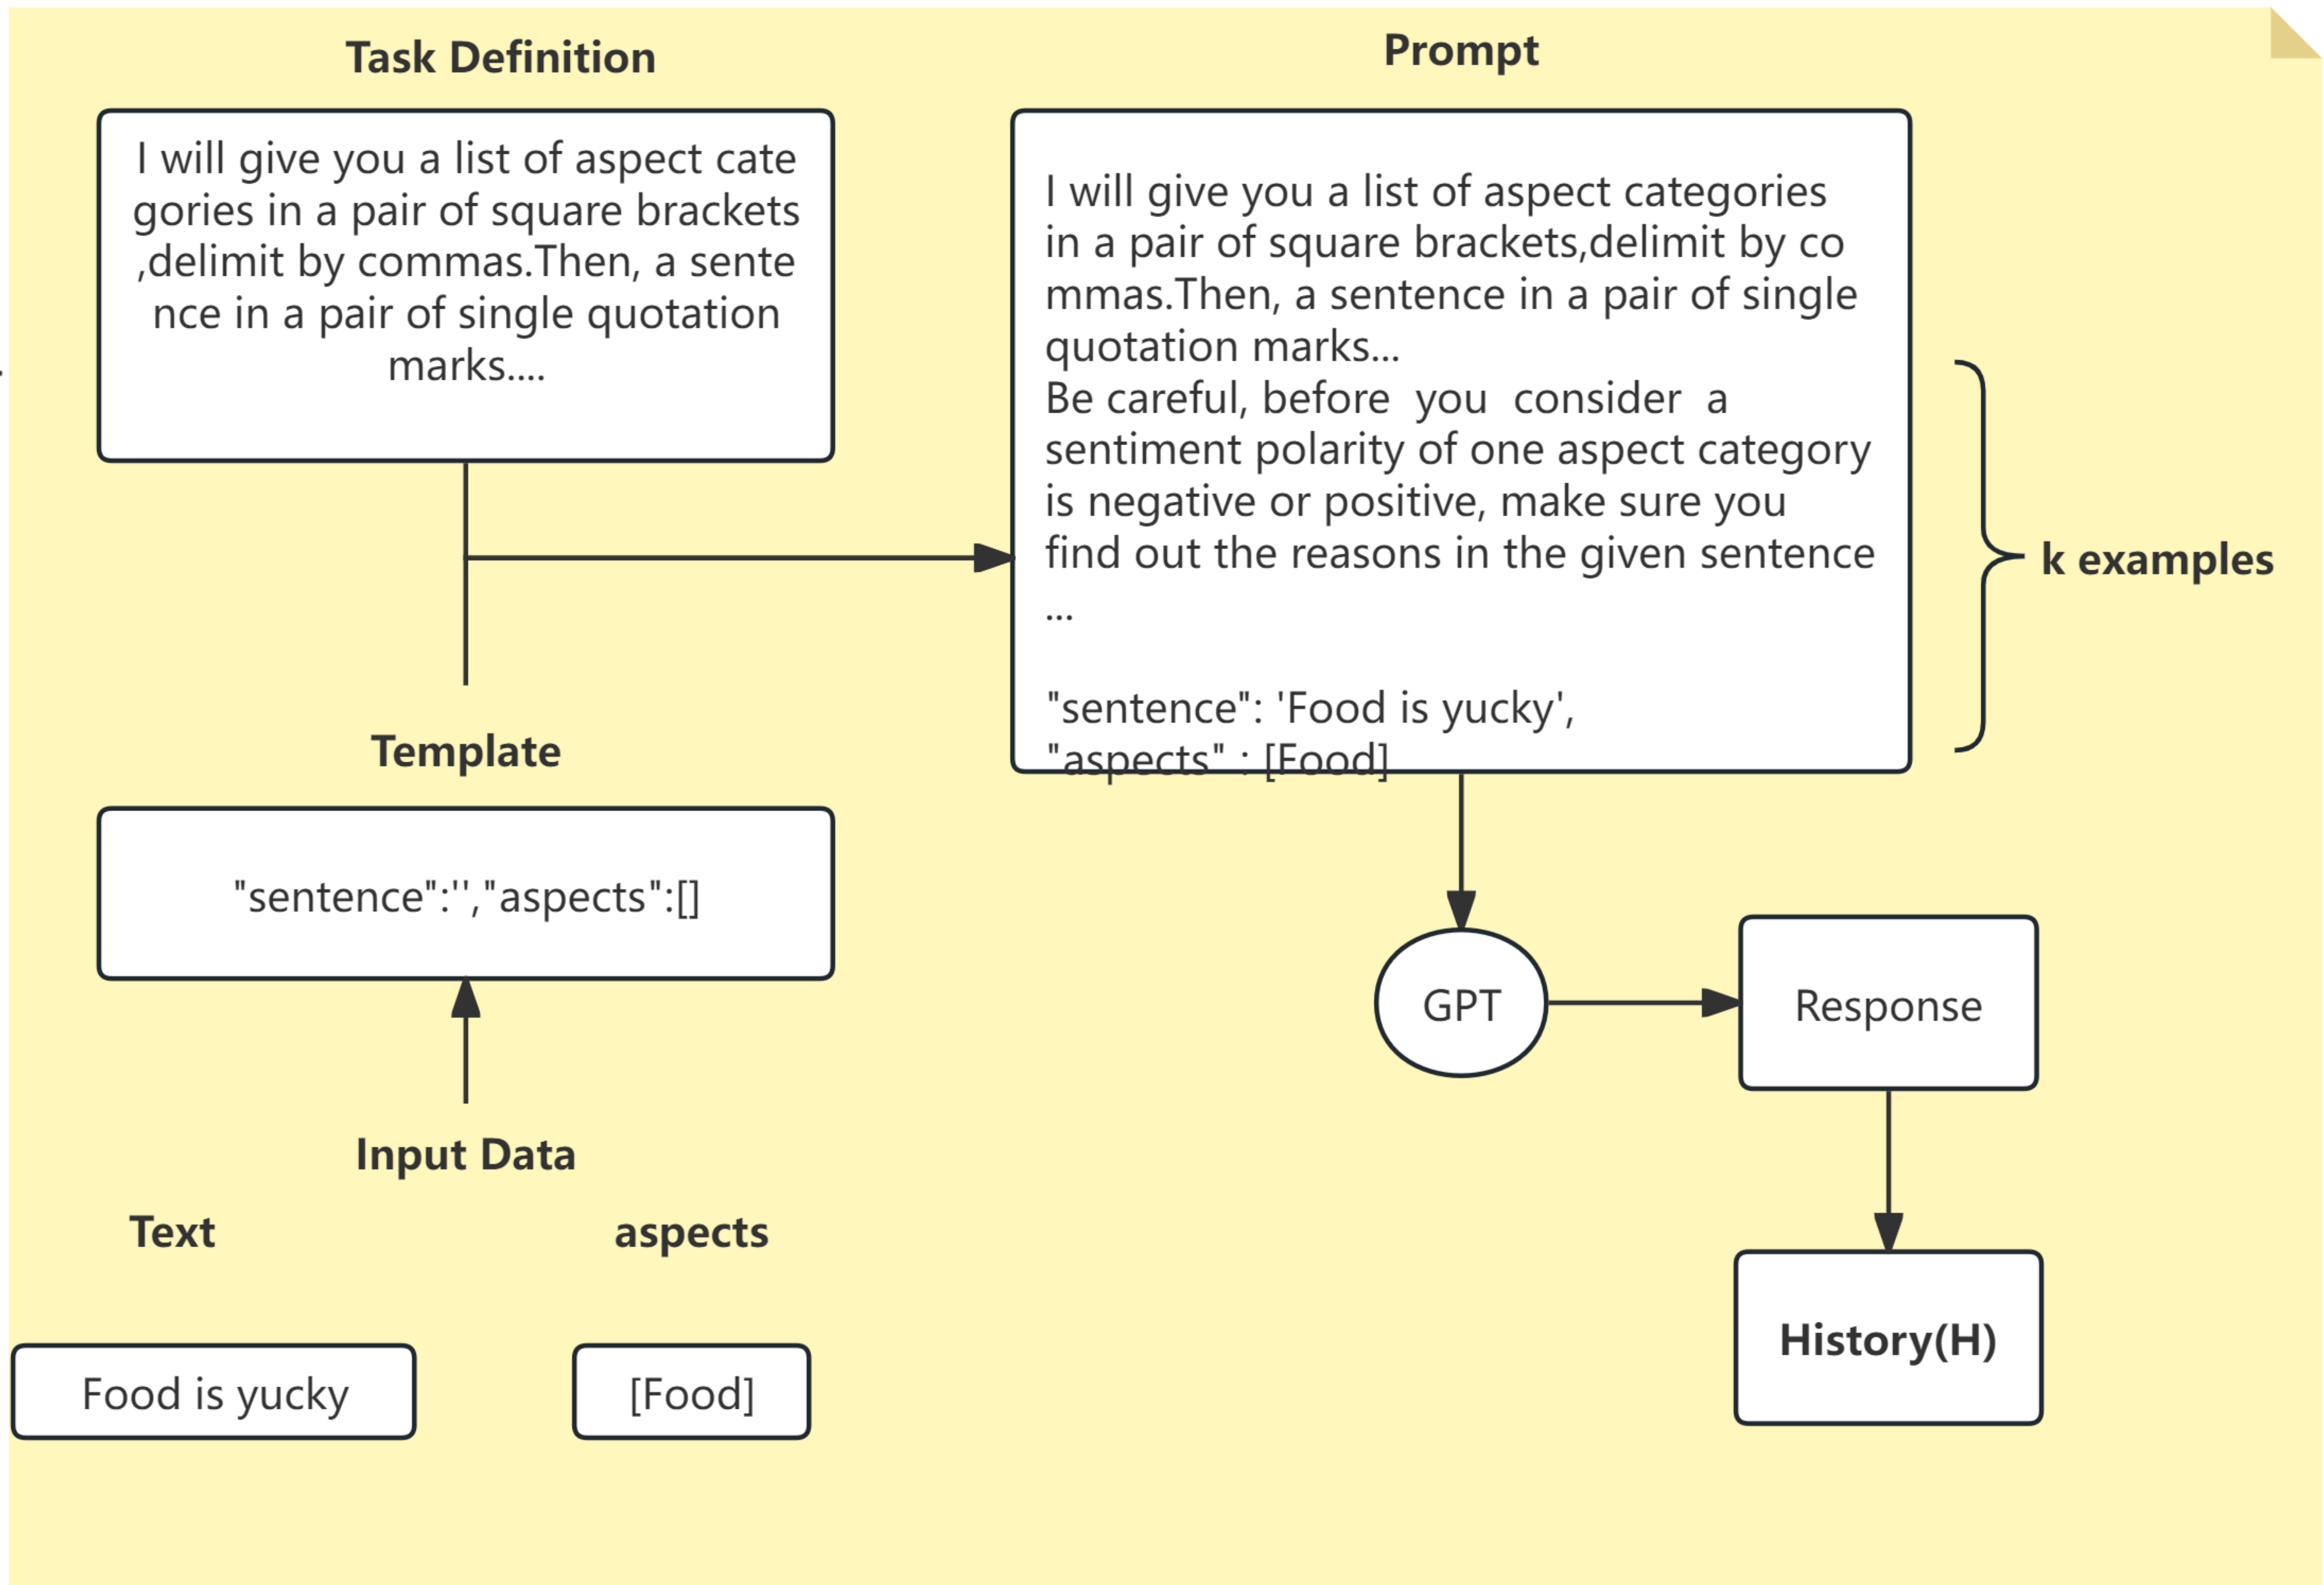 Task Definition
I will give you a list of aspect cate
gories in a pair of square brackets
,delimit by commas.Then, a sente
nce in a pair of single quotation
marks....
Template
"sentence":'',"aspects":[]
Input Data
Text
aspects
Food is yucky
[Food]
Prompt
I will give you a list of aspect categories
in a pair of square brackets,delimit by co
mmas.Then, a sentence in a pair of single
quotation marks...
Be careful, before  you  consider  a
sentiment polarity of one aspect category
is negative or positive, make sure you
find out the reasons in the given sentence
...
"sentence": 'Food is yucky',
"aspects" : [Food]
k examples
GPT
Response
History(H)